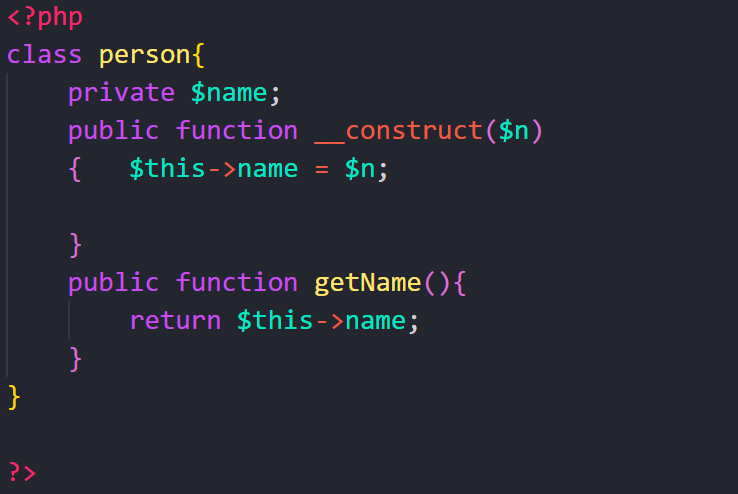 <?php
class person{
    private $name;
    public function __construct($n)
    {   $this->name = $n;

    }
    public function getName(){
        return $this->name;
    }
}

?>